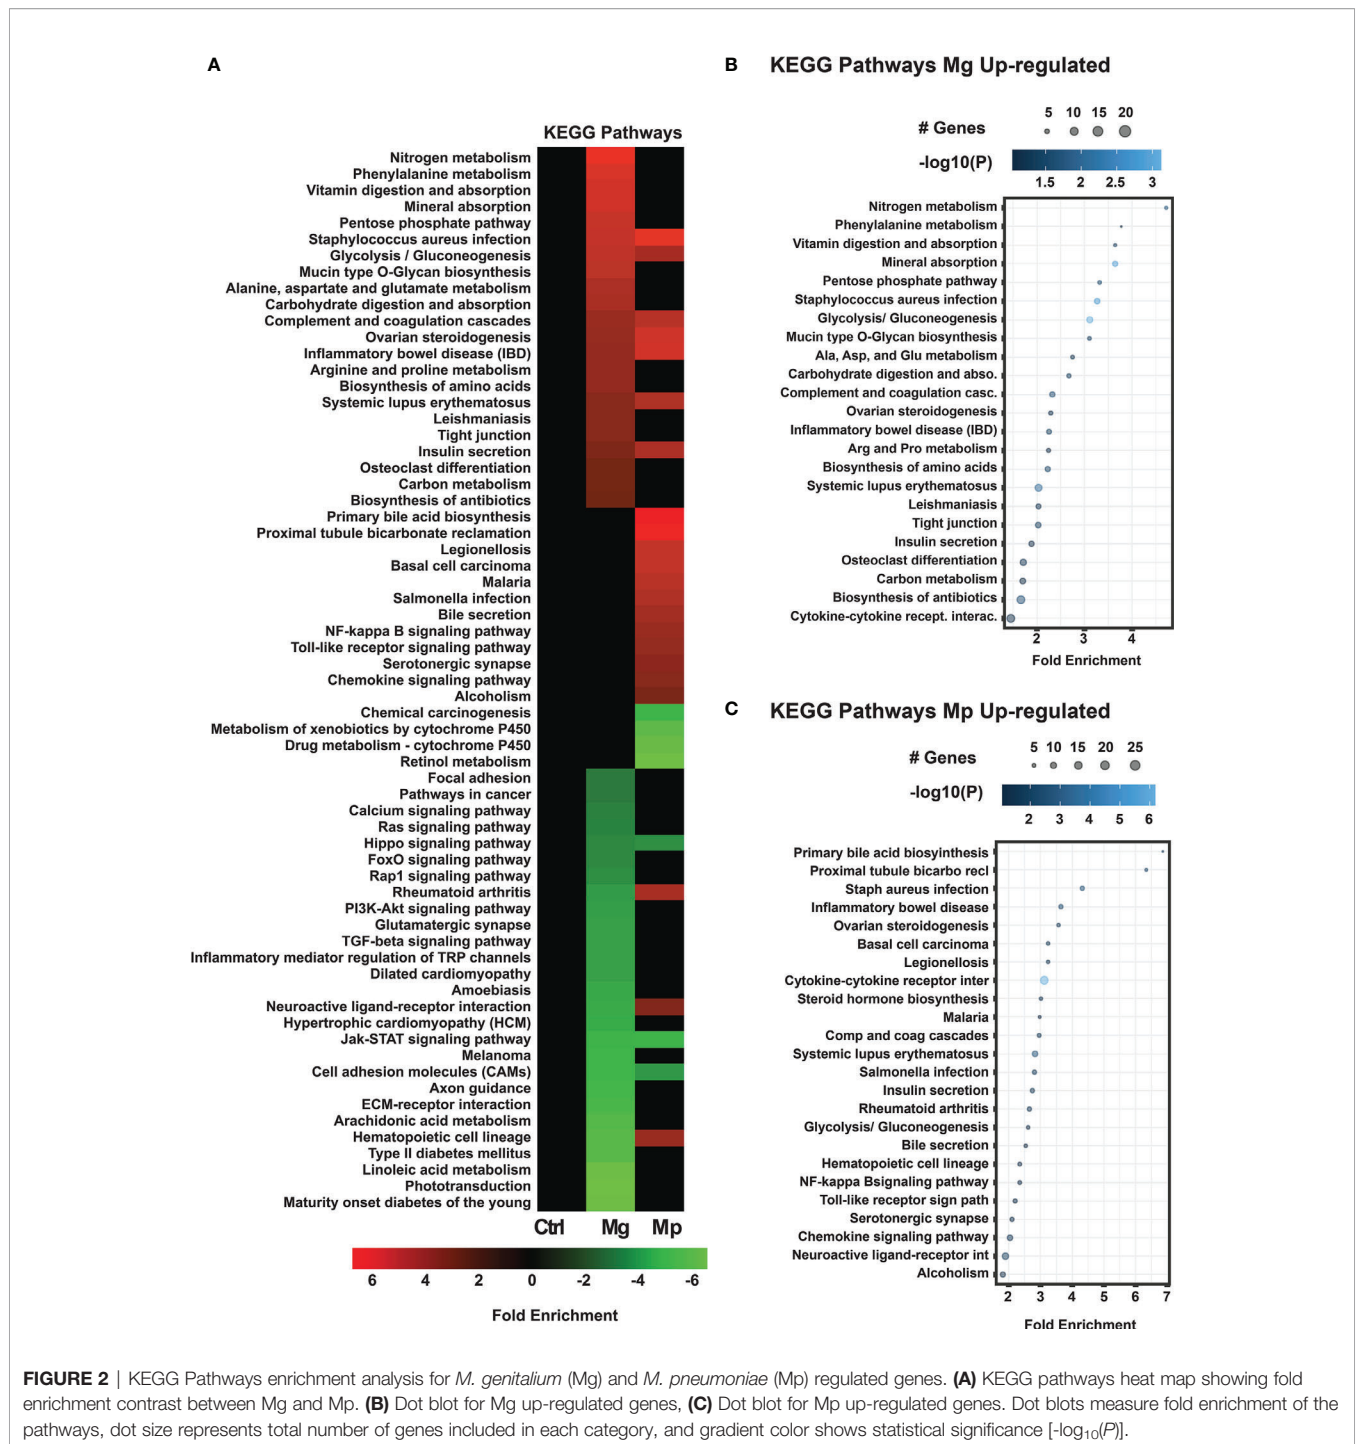 A
KEGG Pathways
Nitrogen metabolism
Phenylalanine metabolism
Vitamin digestion and absorption
Mineral absorption
Pentose phosphate pathway
Staphylococcus aureus infection
Glycolysis / Gluconeogenesis
Mucin type O-Glycan biosynthesis
Alanine, aspartate and glutamate metabolism
Carbohydrate digestion and absorption
Complement and coagulation cascades
Ovarian steroidogenesis
Inflammatory bowel disease (IBD)
Arginine and proline metabolism
Biosynthesis of amino acids
Systemic lupus erythematosus
Leishmaniasis
Tight junction
Insulin secretion
Osteoclast differentiation
Carbon metabolism
Biosynthesis of antibiotics
Primary bile acid biosynthesis
Proximal tubule bicarbonate reclamation
Legionellosis
Basal cell carcinoma
Malaria
Salmonella infection
Bile secretion
NF-kappa B signaling pathway
Toll-like receptor signaling pathway
Serotonergic synapse
Chemokine signaling pathway
Alcoholism
Chemical carcinogenesis
Metabolism of xenobiotics by cytochrome P450
Drug metabolism - cytochrome P450
Retinol metabolism
Focal adhesion
Pathways in cancer
Calcium signaling pathway
Ras signaling pathway
Hippo signaling pathway
FoxO signaling pathway
Rap1 signaling pathway
Rheumatoid arthritis
PI3K-Akt signaling pathway
Glutamatergic synapse
TGF-beta signaling pathway
Inflammatory mediator regulation of TRP channels
Dilated cardiomyopathy
Amoebiasis
Neuroactive ligand-receptor interaction
Hypertrophic cardiomyopathy (HCM)
Jak-STAT signaling pathway
Melanoma
Cell adhesion molecules (CAMs)
Axon guidance
ECM-receptor interaction
Arachidonic acid metabolism
Hematopoietic cell lineage
Type II diabetes mellitus
Linoleic acid metabolism
Phototransduction
Maturity onset diabetes of the young
Ctrl Mg Mp
6 4 2 0 -2 -4 -6
Fold Enrichment
B KEGG Pathways Mg Up-regulated
5 10 15 20
# Genes
-log10(P)
1.5 2 2.5 3
Nitrogen metabolism
Phenylalanine metabolism
Vitamin digestion and absorption
Mineral absorption
Pentose phosphate pathway
Staphylococcus aureus infection
Glycolysis/ Gluconeogenesis
Mucin type O-Glycan biosynthesis
Ala, Asp, and Glu metabolism
Carbohydrate digestion and abso.
Complement and coagulation casc.
Ovarian steroidogenesis
Inflammatory bowel disease (IBD)
Arg and Pro metabolism
Biosynthesis of amino acids
Systemic lupus erythematosus
Leishmaniasis
Tight junction
Insulin secretion
Osteoclast differentiation
Carbon metabolism
Biosynthesis of antibiotics
Cytokine-cytokine recept. interac.
2 3 4
Fold Enrichment
C KEGG Pathways Mp Up-regulated
5 10 15 20 25
# Genes
-log10(P)
2 3 4 5 6
Primary bile acid biosyinthesis
Proximal tubule bicarbo recl
Staph aureus infection
Inflammatory bowel disease
Ovarian steroidogenesis
Basal cell carcinoma
Legionellosis
Cytokine-cytokine receptor inter
Steroid hormone biosynthesis
Malaria
Comp and coag cascades
Systemic lupus erythematosus
Salmonella infection
Insulin secretion
Rheumatoid arthritis
Glycolysis/ Gluconeogenesis
Bile secretion
Hematopoietic cell lineage
NF-kappa Bsignaling pathway
Toll-like receptor sign path
Serotonergic synapse
Chemokine signaling pathway
Neuroactive ligand-receptor int
Alcoholism
2 3 4 5 6 7
Fold Enrichment
FIGURE 2 | KEGG Pathways enrichment analysis for M. genitalium (Mg) and M. pneumoniae (Mp) regulated genes. (A) KEGG pathways heat map showing fold
enrichment contrast between Mg and Mp. (B) Dot blot for Mg up-regulated genes, (C) Dot blot for Mp up-regulated genes. Dot blots measure fold enrichment of the
pathways, dot size represents total number of genes included in each category, and gradient color shows statistical significance [-log10(P)].